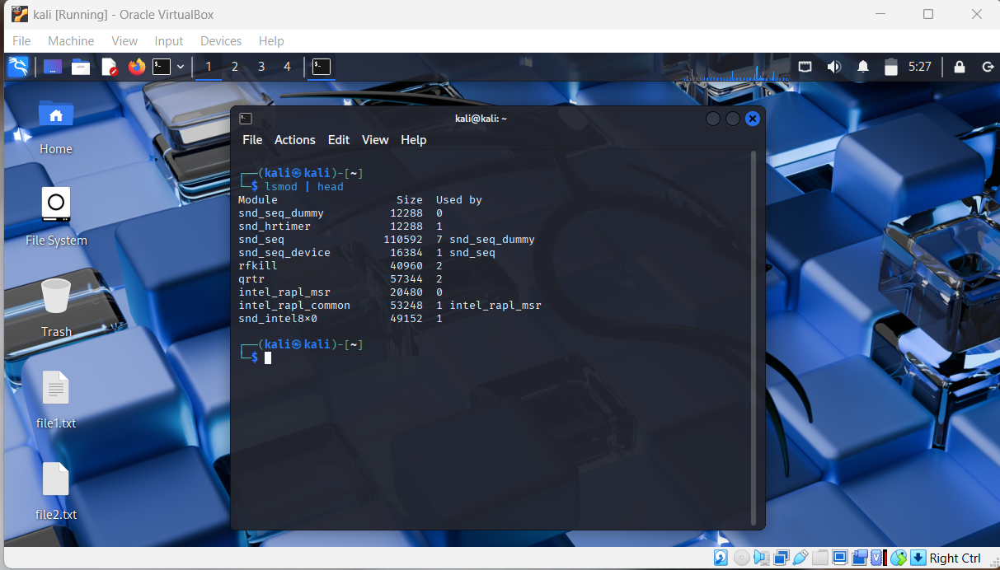 kali [Running] - Oracle VirtualBox
File Machine View Input Devices Help
1 2 3 4 5:27
kali@kali: ~
File Actions Edit View Help
Home
File System
Trash
file1.txt
file2.txt
┌──(kali㉿kali)-[~]
└─$ lsmod | head
Module Size Used by
snd_seq_dummy 12288 0
snd_hrtimer 12288 1
snd_seq 110592 7 snd_seq_dummy
snd_seq_device 16384 1 snd_seq
rfkill 40960 2
qrtr 57344 2
intel_rapl_msr 20480 0
intel_rapl_common 53248 1 intel_rapl_msr
snd_intel8×0 49152 1
┌──(kali㉿kali)-[~]
└─$
Right Ctrl